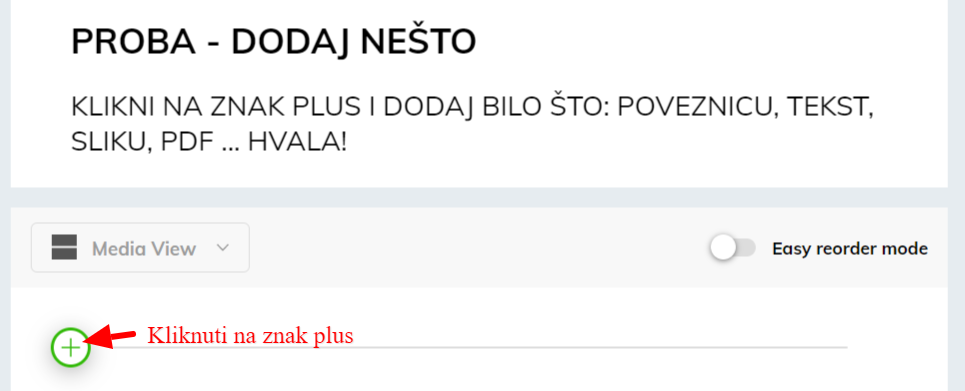 PROBA - DODAJ NEŠTO
KLIKNI NA ZNAK PLUS I DODAJ BILO ŠTO: POVEZNICU, TEKST,
SLIKU, PDF ... HVALA!
Media View
Easy reorder mode
Kliknuti na znak plus